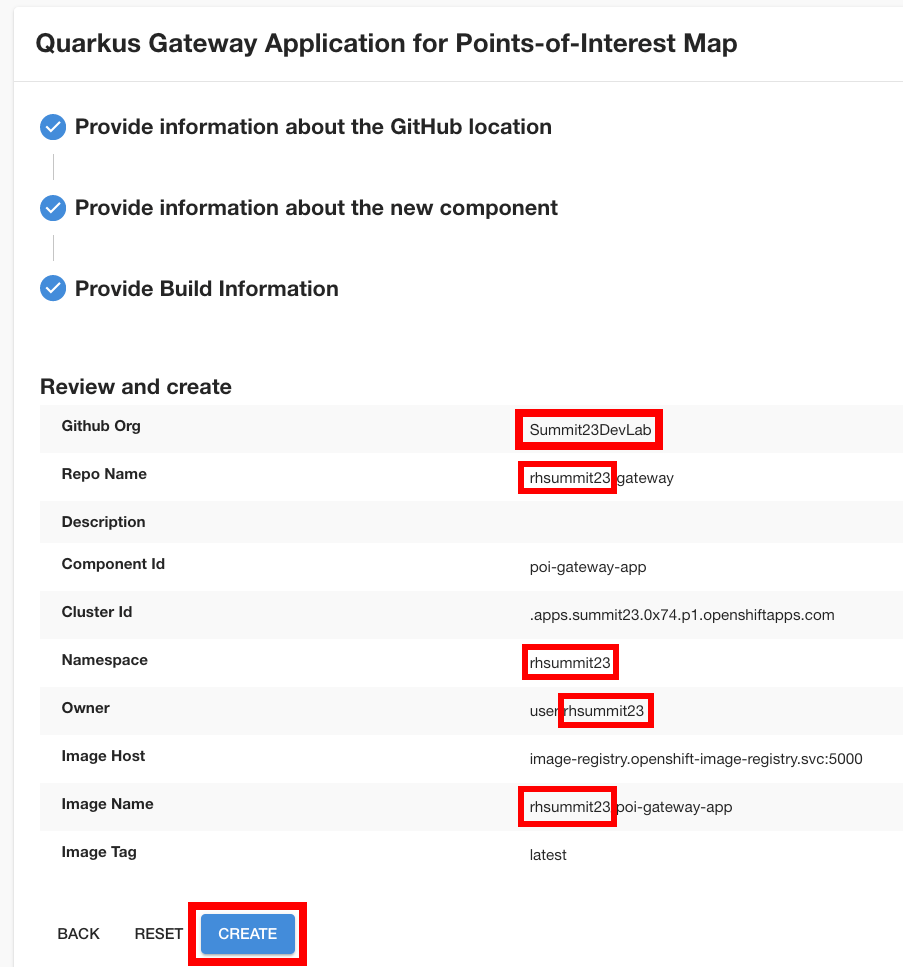 Quarkus Gateway Application for Points-of-Interest Map
Provide information about the GitHub location
Provide information about the new component
Provide Build Information
Review and create
Github Org Summit23DevLab
Repo Name rhsummit23 gateway
Description
Component Id poi-gateway-app
Cluster Id .apps.summit23.0x74.p1.openshiftapps.com
Namespace rhsummit23
Owner user rhsummit23
Image Host image-registry.openshift-image-registry.svc:5000
Image Name rhsummit23 poi-gateway-app
Image Tag latest
BACK RESET CREATE